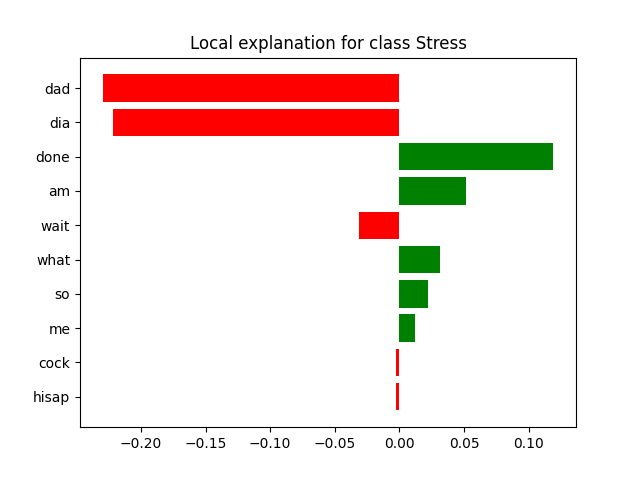 Local explanation for class Stress
dad
dia
done
am
wait
what
so
me
cock
hisap
−0.20 −0.15 −0.10 −0.05 0.00 0.05 0.10